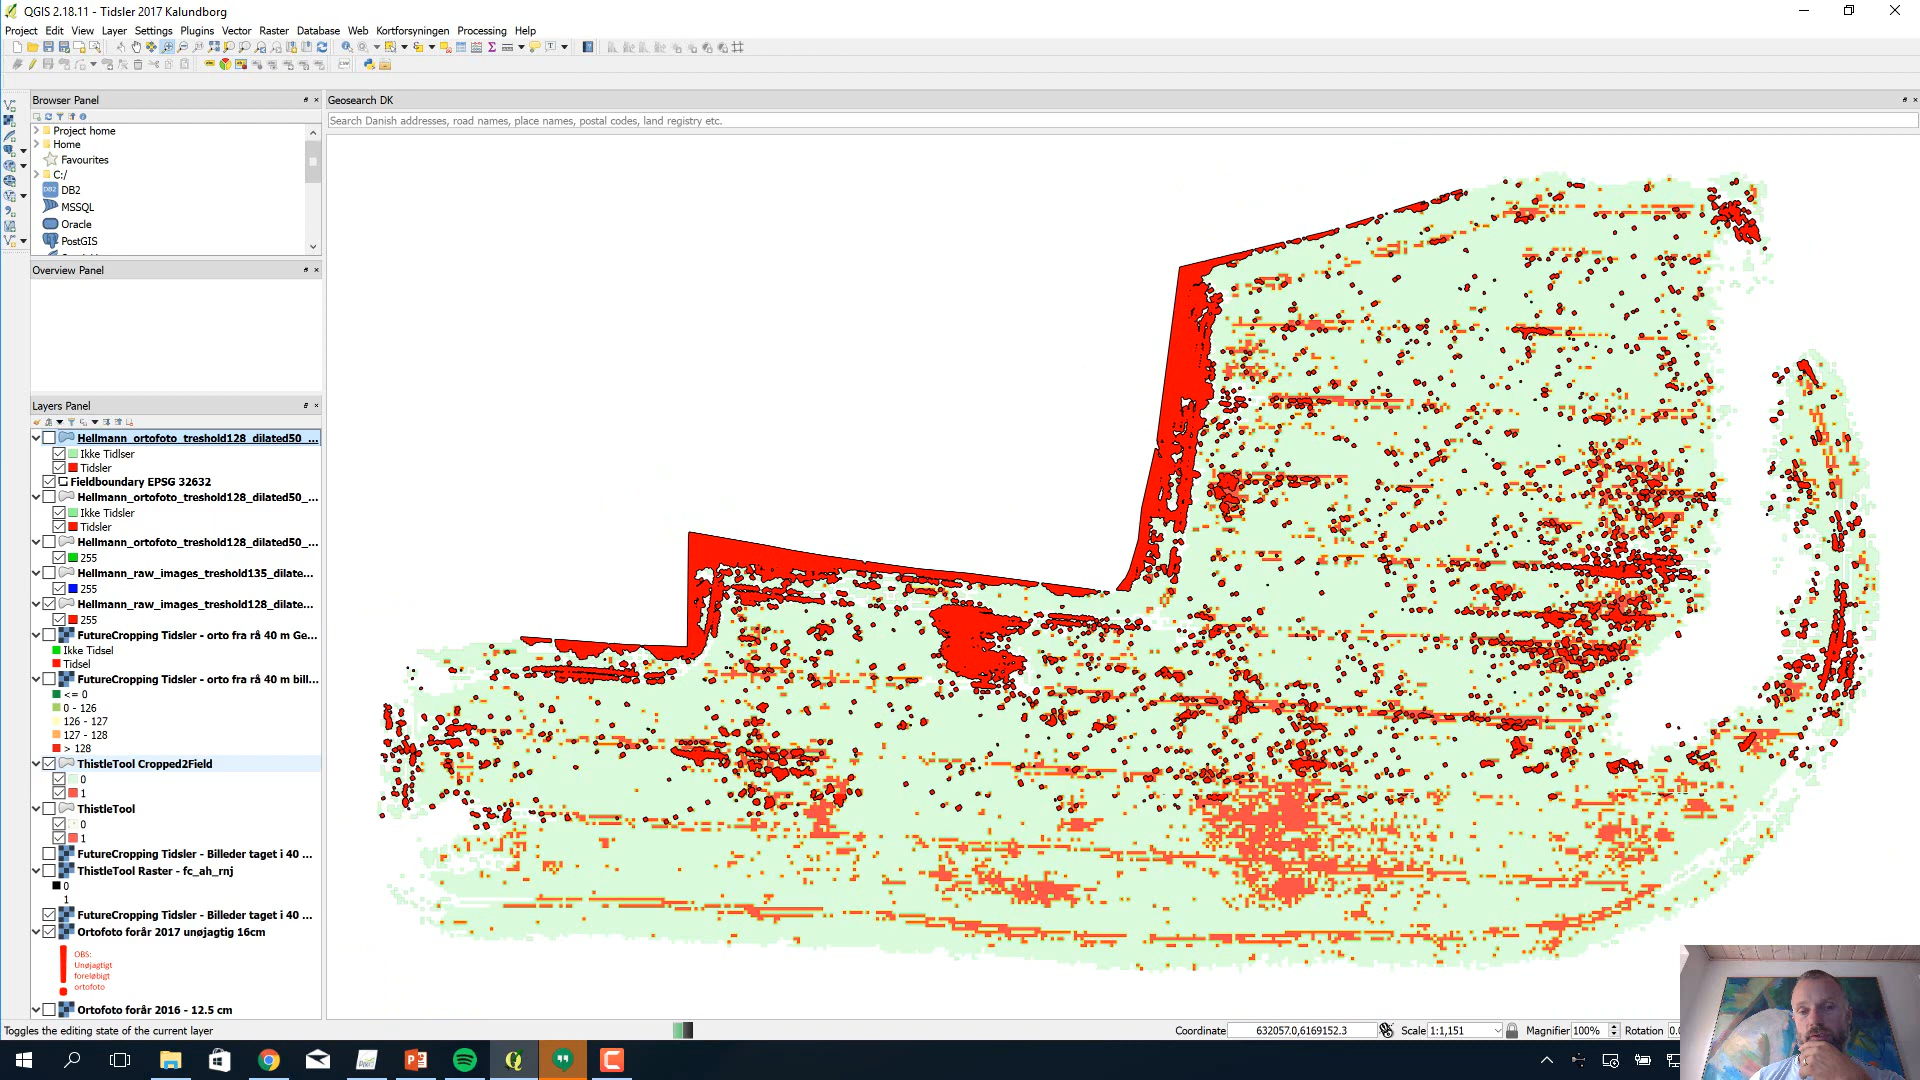 QGIS 2.18.11 - Tidsler 2017 Kalundborg
Project Edit View Layer Settings Plugins Vector Raster Database Web Kortforsyningen Processing Help
Browser Panel
Project home
Home
Favourites
C:/
DB2
MSSQL
Oracle
PostGIS
Overview Panel
Layers Panel
Hellmann_ortofoto_treshold128_dilated50_...
Ikke Tidlser
Tidsler
Fieldboundary EPSG 32632
Hellmann_ortofoto_treshold128_dilated50_...
Ikke Tidsler
Tidsler
Hellmann_ortofoto_treshold128_dilated50_...
255
Hellmann_raw_images_treshold135_dilate...
255
Hellmann_raw_images_treshold128_dilate...
255
FutureCropping Tidsler - orto fra rå 40 m Ge...
Ikke Tidsel
Tidsel
FutureCropping Tidsler - orto fra rå 40 m bill...
<= 0
0 - 126
126 - 127
127 - 128
> 128
ThistleTool Cropped2Field
0
1
ThistleTool
0
1
FutureCropping Tidsler - Billeder taget i 40 ...
ThistleTool Raster - fc_ah_rnj
0
1
FutureCropping Tidsler - Billeder taget i 40 ...
Ortofoto forår 2017 unøjagtig 16cm
OBS:
Unøjagtigt
foreløbigt
ortofoto
Ortofoto forår 2016 - 12.5 cm
Geosearch DK
Search Danish addresses, road names, place names, postal codes, land registry etc.
Toggles the editing state of the current layer
Coordinate 632057.0,6169152.3 Scale 1:1,151 Magnifier 100% Rotation 0.0